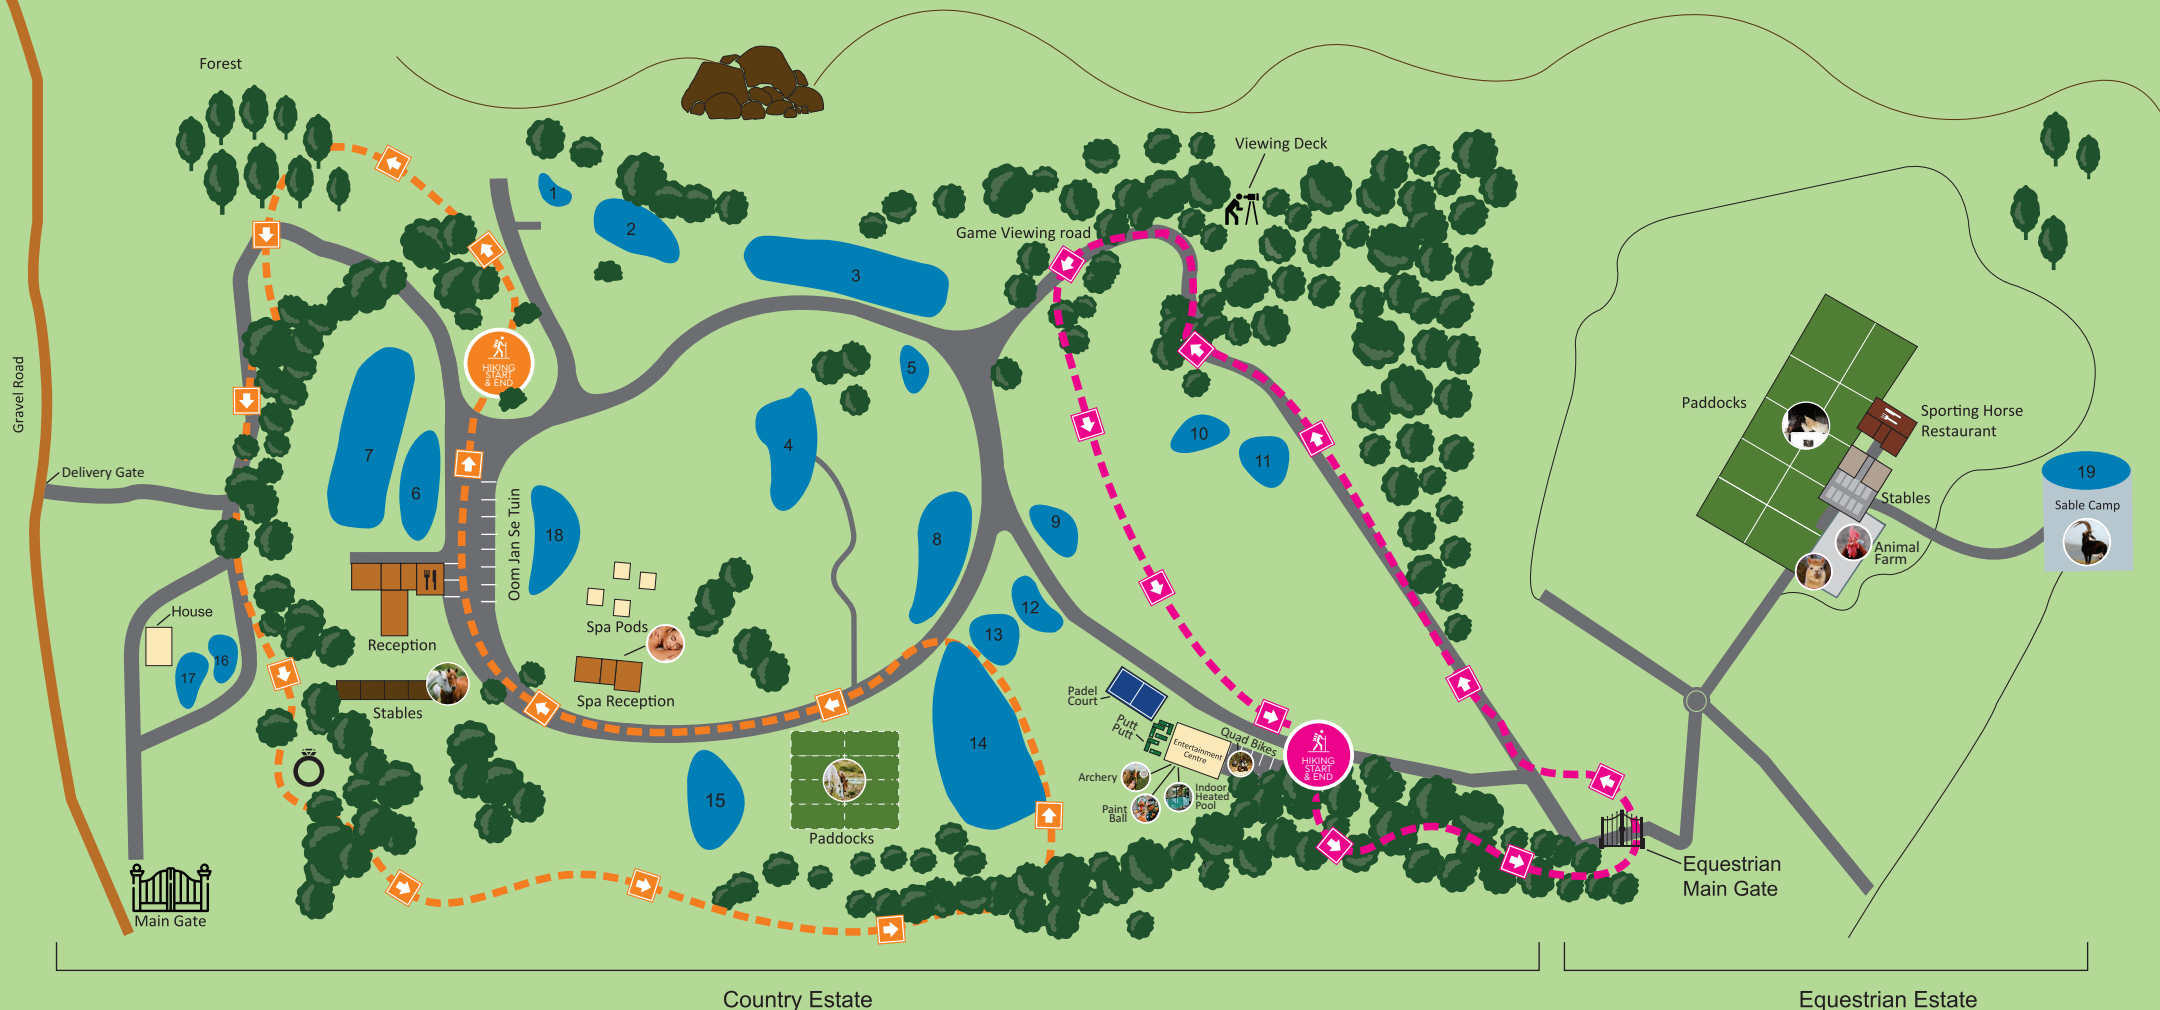 Forest
Viewing Deck
1
2
Game Viewing road
3
HIKING
START
& END
5
Gravel Road
Paddocks
Sporting Horse
Restaurant
7
4
10
11
Delivery Gate
6
19
Stables
Sable Camp
Oom Jan Se Tuin
18
8
9
Animal
Farm
House
Spa Pods
12
13
Reception
16
17
Spa Reception
Padel
Court
Stables
Putt
Putt
Quad Bikes
14
Entertainment
Centre
HIKING
START
& END
Archery
Indoor
Heated
Pool
15
Paint
Ball
Paddocks
Equestrian
Main Gate
Main Gate
Country Estate
Equestrian Estate